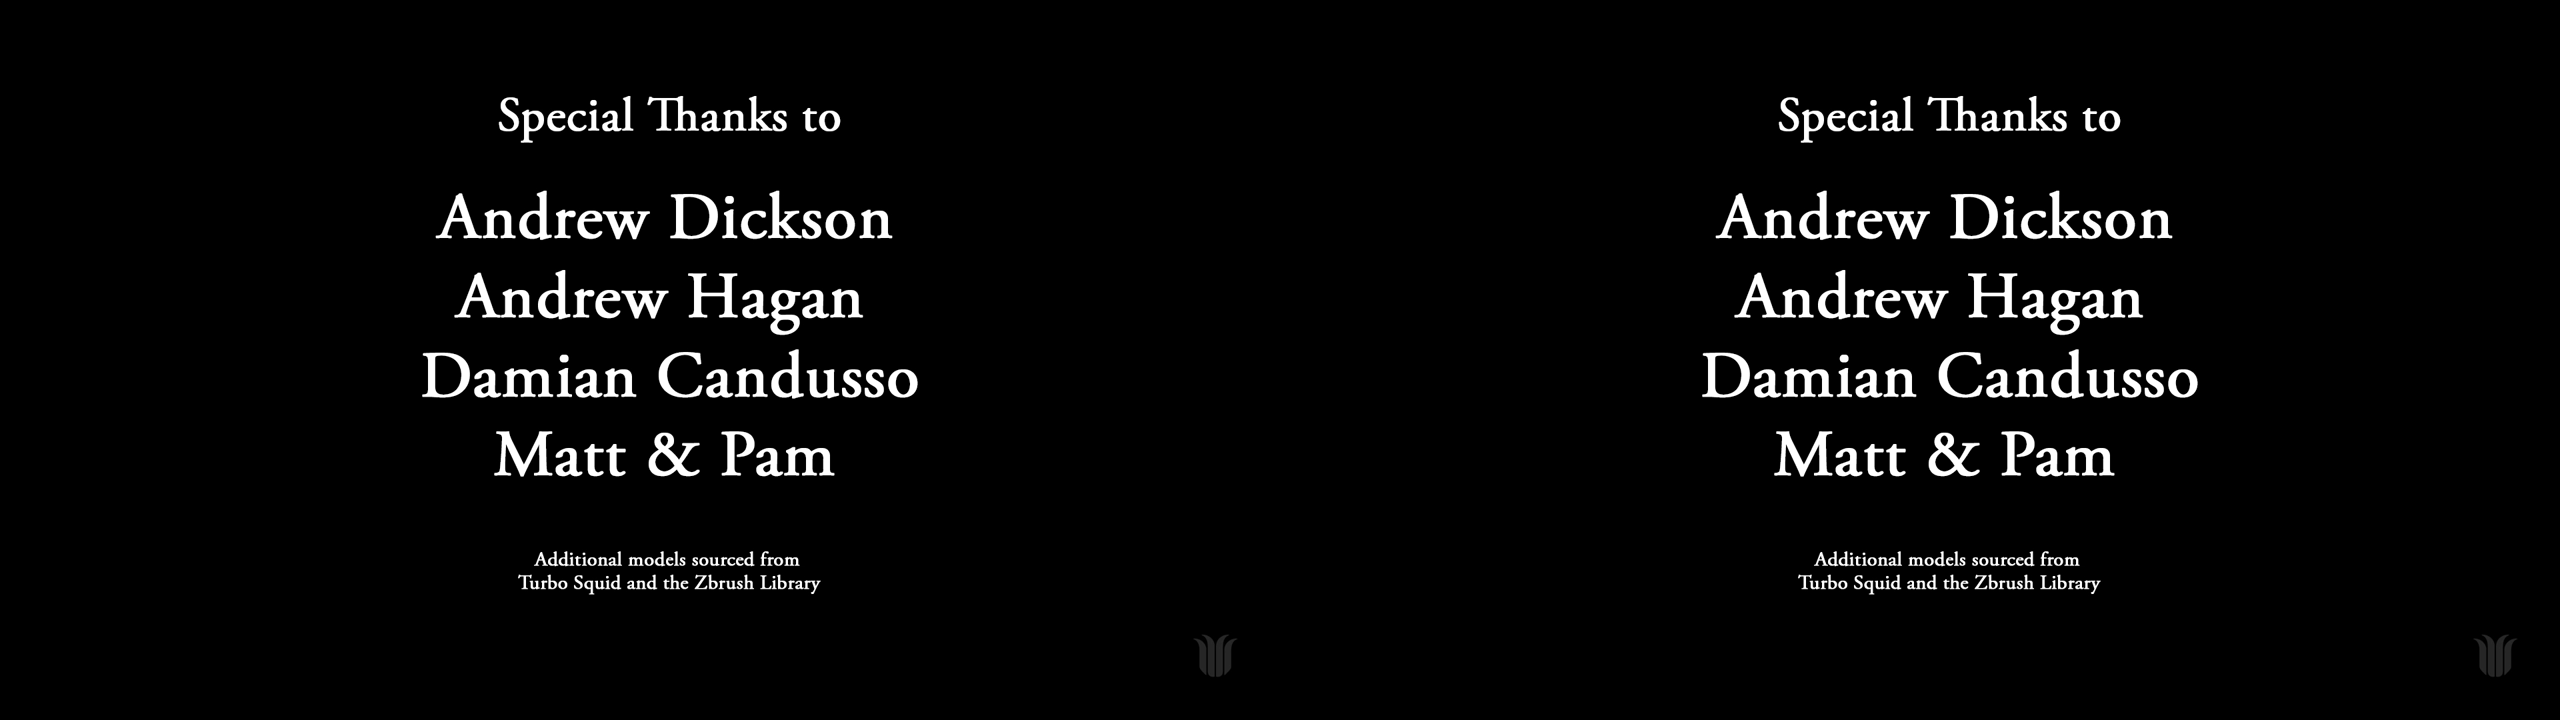 Special Thanks to
Andrew Dickson
Andrew Hagan
Damian Candusso
Matt & Pam
Additional models sourced from
Turbo Squid and the Zbrush Library
Special Thanks to
Andrew Dickson
Andrew Hagan
Damian Candusso
Matt & Pam
Additional models sourced from
Turbo Squid and the Zbrush Library